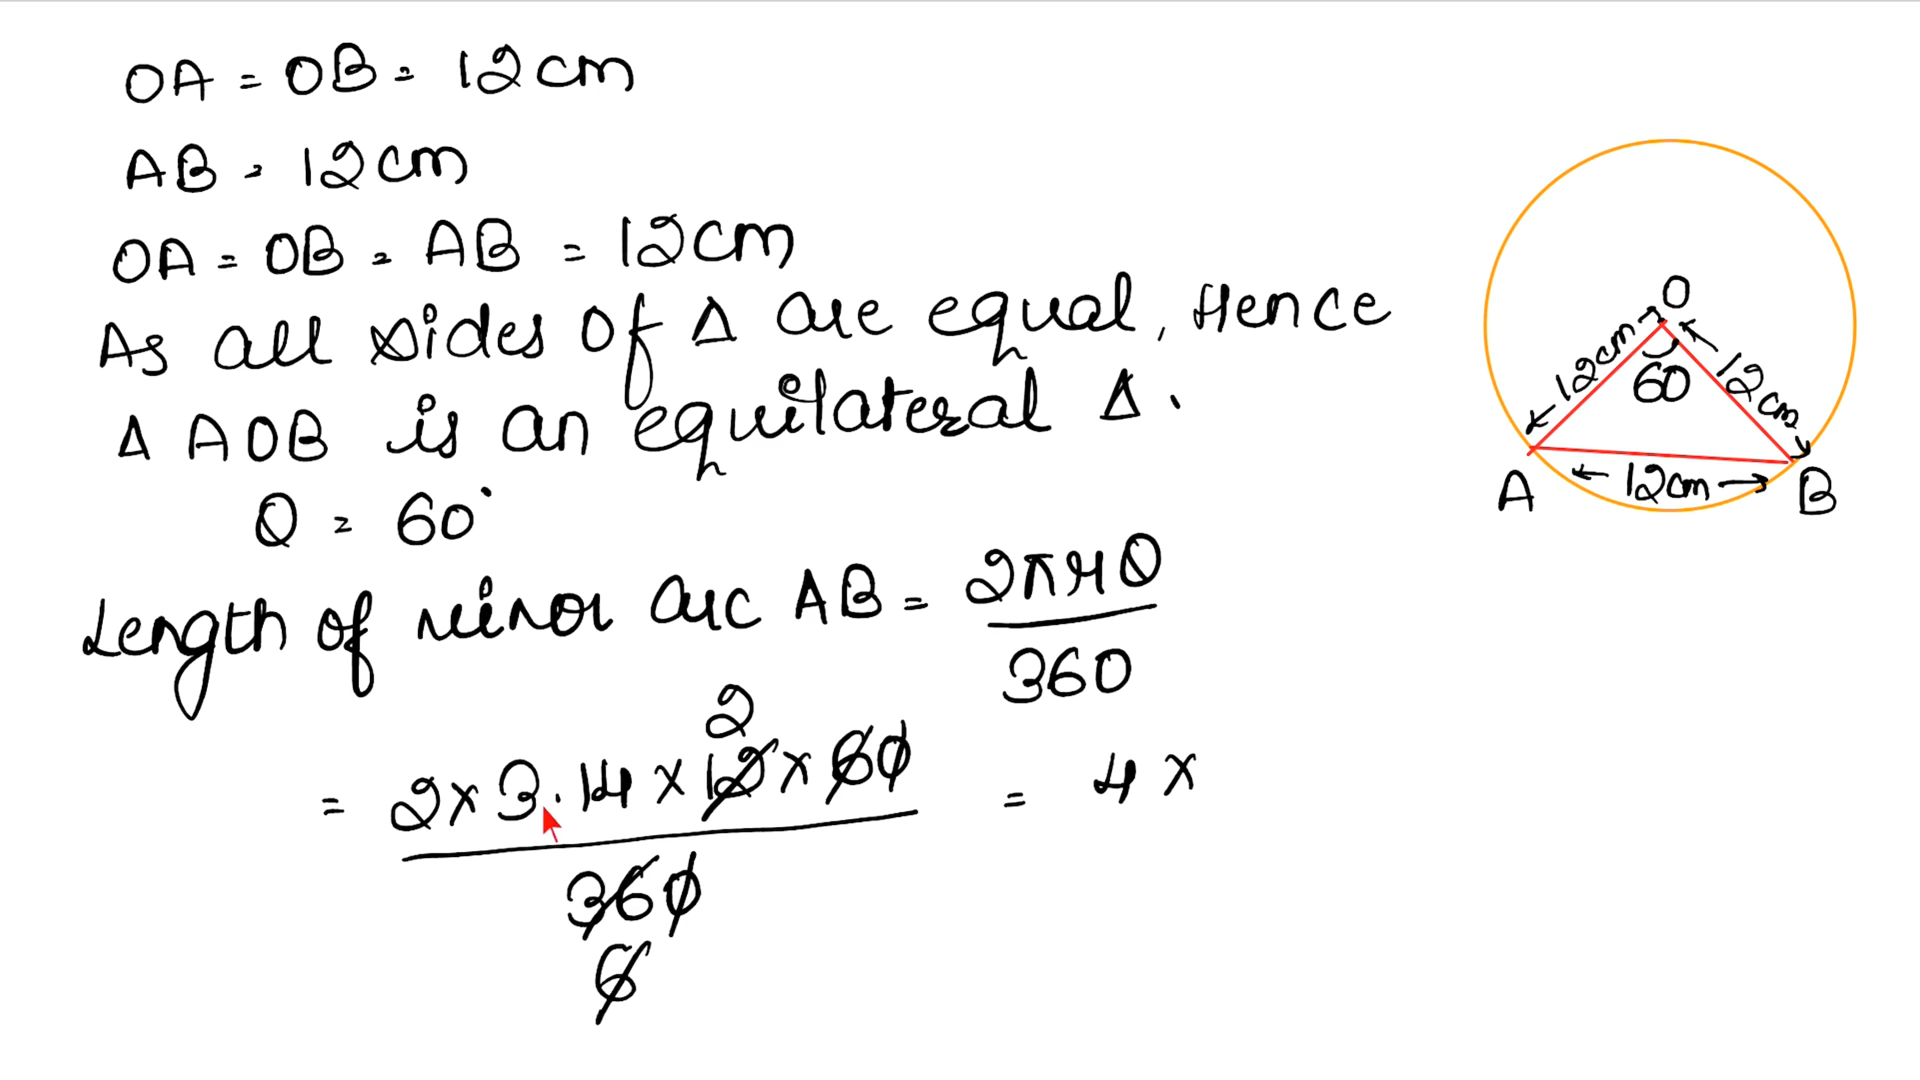 OA = OB = 12cm
AB = 12cm
OA = OB = AB = 12cm
As all sides of Δ are equal, Hence
Δ AOB is an equilateral Δ.
θ = 60°
Length of minor arc AB = 2πrθ
360
2
= 2 x 3.14 x 12 x 60 = 4 x
360
6
O
12cm
60
12cm
A
12cm
B